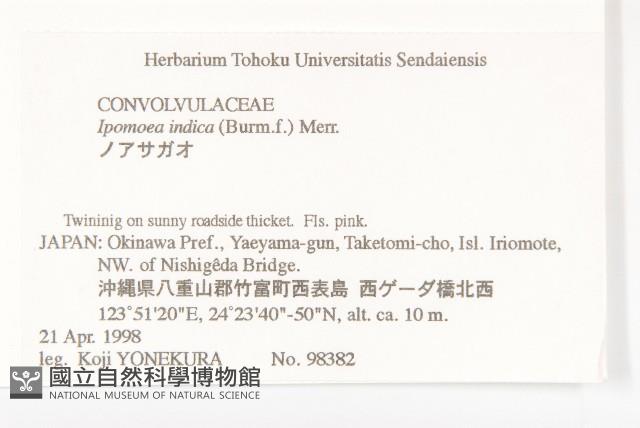 Herbarium Tohoku Universitatis Sendaiensis
CONVOLVULACEAE
Ipomoea indica (Burm.f.) Merr.
ノアサガオ
Twininig on sunny roadside thicket. Fls. pink.
JAPAN: Okinawa Pref., Yaeyama-gun, Taketomi-cho, Isl. Iriomote,
NW. of Nishigêda Bridge.
沖縄県八重山郡竹富町西表島 西ゲーダ橋北西
123°51'20"E, 24°23'40"-50"N, alt. ca. 10 m.
21 Apr. 1998
leg. Koji YONEKURA No. 98382
國立自然科學博物館
NATIONAL MUSEUM OF NATURAL SCIENCE